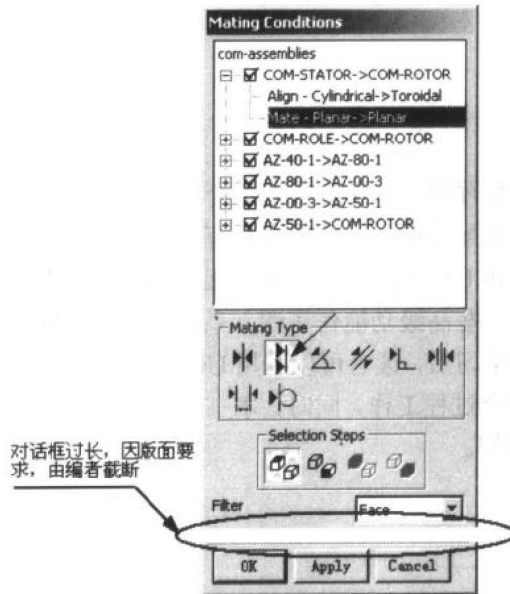 Mating Conditions
com-assemblies
COM-STATOR->COM-ROTOR
Align - Cylindrical->Toroidal
Mate - Planar->Planar
COM-ROLE->COM-ROTOR
AZ-40-1->AZ-80-1
AZ-80-1->AZ-00-3
AZ-00-3->AZ-50-1
AZ-50-1->COM-ROTOR
Mating Type
Selection Steps
对话框过长，因版面要
求，由编者截断
Filter
Face
OK
Apply
Cancel